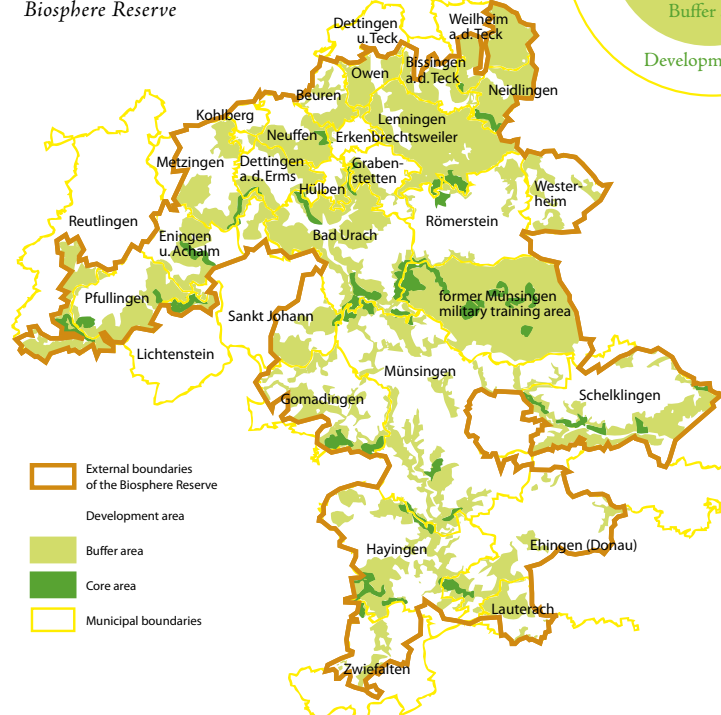 Biosphere Reserve
Buffer
Developm
Dettingen
u. Teck
Weilheim
a. d. Teck
Owen
Bissingen
a. d. Teck
Beuren
Neidlingen
Kohlberg
Lenningen
Neuffen
Erkenbrechtsweiler
Metzingen
Dettingen
a. d. Erms
Graben-
stetten
Hülben
Wester-
heim
Reutlingen
Römerstein
Eningen
u. Achalm
Bad Urach
Pfullingen
former Münsingen
military training area
Sankt Johann
Lichtenstein
Münsingen
Schelklingen
Gomadingen
External boundaries
of the Biosphere Reserve
Development area
Buffer area
Core area
Municipal boundaries
Hayingen
Ehingen (Donau)
Lauterach
Zwiefalten